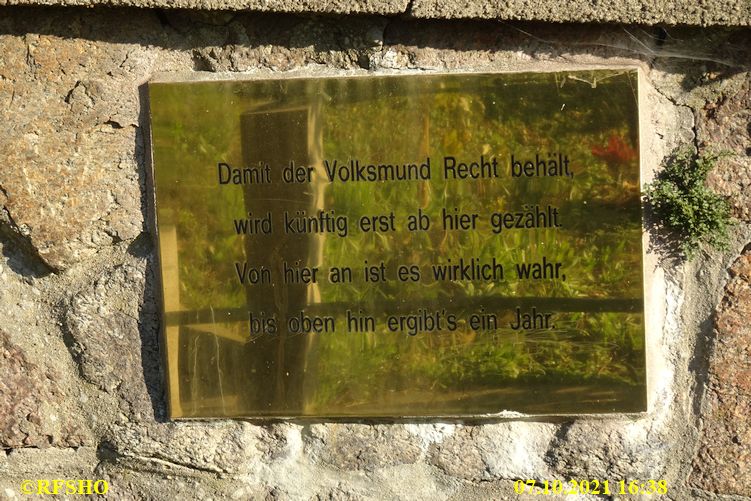 Damit der Volksmund Recht behält,
wird künftig erst ab hier gezählt.
Von hier an ist es wirklich wahr,
bis oben hin ergibt's ein Jahr.
©RFSHO 07.10.2021 16:38